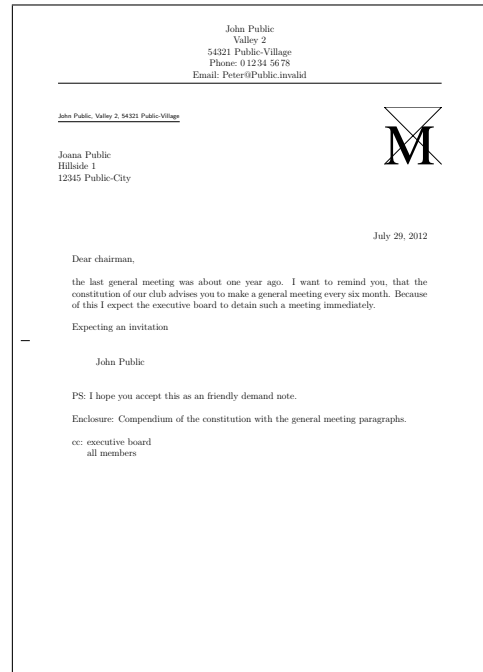 John Public
Valley 2
54321 Public-Village
Phone: 0 12 34 56 78
Email: Peter@Public.invalid
John Public, Valley 2, 54321 Public-Village
M
Joana Public
Hillside 1
12345 Public-City
July 29, 2012
Dear chairman,
the last general meeting was about one year ago. I want to remind you, that the
constitution of our club advises you to make a general meeting every six month. Because
of this I expect the executive board to detain such a meeting immediately.
Expecting an invitation
John Public
PS: I hope you accept this as an friendly demand note.
Enclosure: Compendium of the constitution with the general meeting paragraphs.
cc: executive board
all members